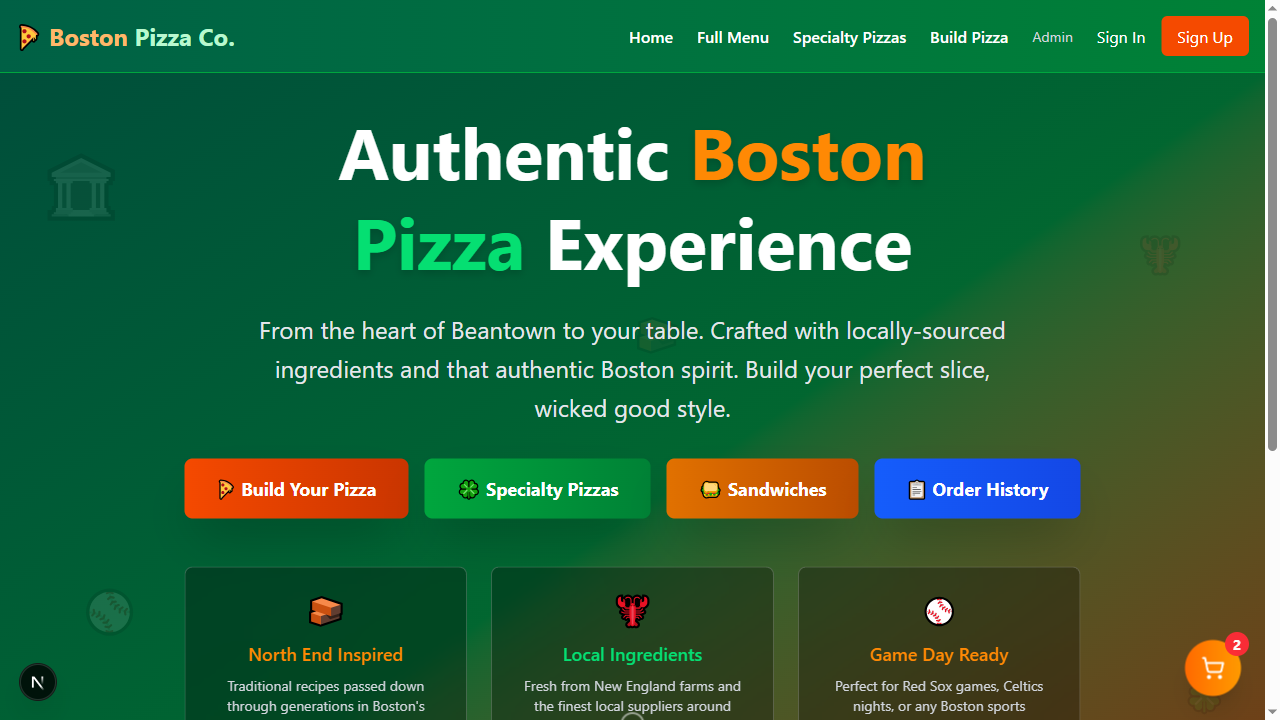 Boston Pizza Co.
Home
Full Menu
Specialty Pizzas
Build Pizza
Admin
Sign In
Sign Up
Authentic Boston
Pizza Experience
From the heart of Beantown to your table. Crafted with locally-sourced
ingredients and that authentic Boston spirit. Build your perfect slice,
wicked good style.
Build Your Pizza
Specialty Pizzas
Sandwiches
Order History
North End Inspired
Traditional recipes passed down
through generations in Boston's
Local Ingredients
Fresh from New England farms and
the finest local suppliers around
Game Day Ready
Perfect for Red Sox games, Celtics
nights, or any Boston sports
2
N